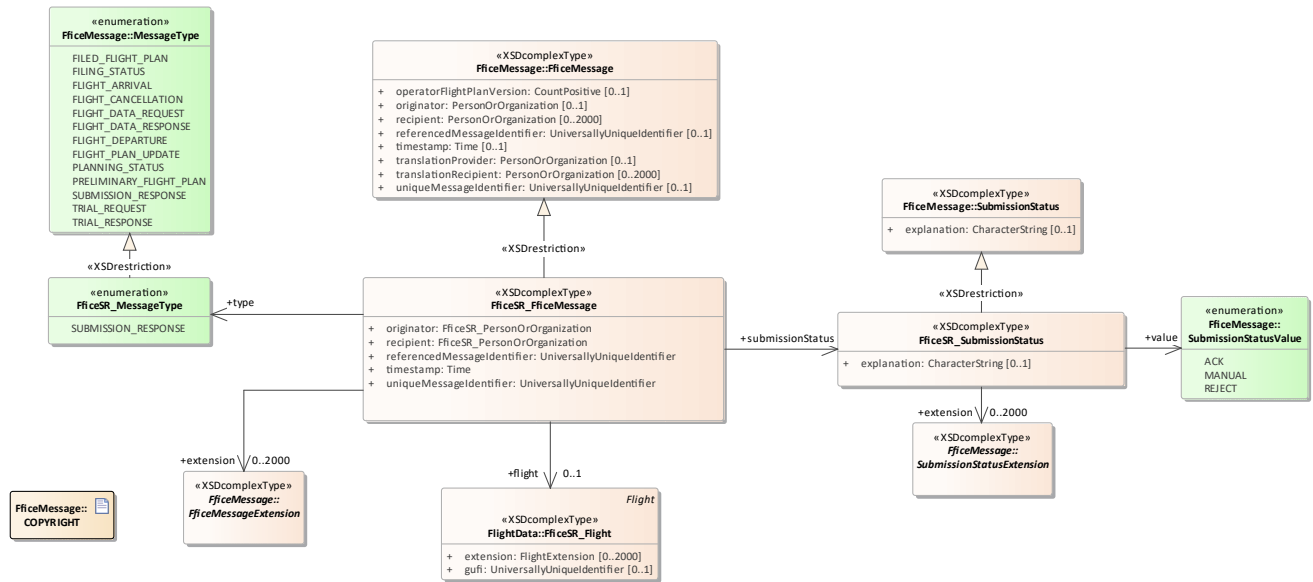 «enumeration»
FficeMessage::MessageType
FILED_FLIGHT_PLAN
FILING_STATUS
FLIGHT_ARRIVAL
FLIGHT_CANCELLATION
FLIGHT_DATA_REQUEST
FLIGHT_DATA_RESPONSE
FLIGHT_DEPARTURE
FLIGHT_PLAN_UPDATE
PLANNING_STATUS
PRELIMINARY_FLIGHT_PLAN
SUBMISSION_RESPONSE
TRIAL_REQUEST
TRIAL_RESPONSE
«XSDcomplexType»
FficeMessage::FficeMessage
+ operatorFlightPlanVersion: CountPositive [0..1]
+ originator: PersonOrOrganization [0..1]
+ recipient: PersonOrOrganization [0..2000]
+ referencedMessageIdentifier: UniversallyUniqueIdentifier [0..1]
+ timestamp: Time [0..1]
+ translationProvider: PersonOrOrganization [0..1]
+ translationRecipient: PersonOrOrganization [0..2000]
+ uniqueMessageIdentifier: UniversallyUniqueIdentifier [0..1]
«XSDcomplexType»
FficeMessage::SubmissionStatus
+ explanation: CharacterString [0..1]
«XSDrestriction»
«XSDrestriction»
«XSDrestriction»
«enumeration»
FficeSR_MessageType
SUBMISSION_RESPONSE
+type
«XSDcomplexType»
FficeSR_FficeMessage
+ originator: FficeSR_PersonOrOrganization
+ recipient: FficeSR_PersonOrOrganization
+ referencedMessageIdentifier: UniversallyUniqueIdentifier
+ timestamp: Time
+ uniqueMessageIdentifier: UniversallyUniqueIdentifier
+submissionStatus
«XSDcomplexType»
FficeSR_SubmissionStatus
+ explanation: CharacterString [0..1]
+value
«enumeration»
FficeMessage::
SubmissionStatusValue
ACK
MANUAL
REJECT
+extension 0..2000
«XSDcomplexType»
FficeMessage::
SubmissionStatusExtension
+extension 0..2000
«XSDcomplexType»
FficeMessage::
FficeMessageExtension
+flight 0..1
Flight
«XSDcomplexType»
FlightData::FficeSR_Flight
+ extension: FlightExtension [0..2000]
+ gufi: UniversallyUniqueIdentifier [0..1]
FficeMessage::
COPYRIGHT